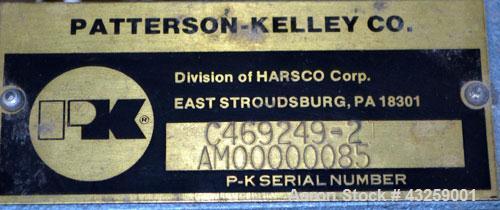 PATTERSON-KELLEY CO.
Division of HARSCO Corp.
EAST STROUDSBURG, PA 18301
PK®
C469249-2
AM00000085
P-K SERIAL NUMBER
Aaron Stock # 43259001